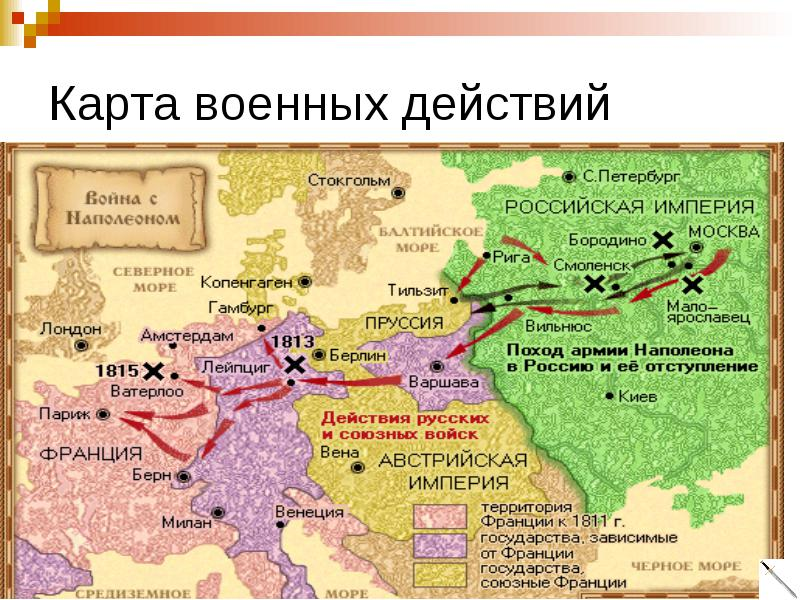 Карта военных действий
Война с
Наполеоном
Стокгольм
С.Петербург
РОССИЙСКАЯ ИМПЕРИЯ
БАЛТИЙСКОЕ
МОРЕ
Бородино
МОСКВА
Рига
Смоленск
СЕВЕРНОЕ
МОРЕ
Копенгаген
Тильзит
Гамбург
Мало–
ярославец
Лондон
ПРУССИЯ
Вильнюс
Амстердам
1813
Берлин
Поход армии Наполеона
в Россию и её отступление
1815
Лейпциг
Ватерлоо
Варшава
Киев
Париж
Действия русских
и союзных войск
ФРАНЦИЯ
Вена
АВСТРИЙСКАЯ
ИМПЕРИЯ
Берн
Милан
Венеция
территория
Франции к 1811 г.
государства, зависимые
от Франции
государства,
союзные Франции
ЧЕРНОЕ МОРЕ
СРЕДИЗЕМНОЕ
МОРЕ